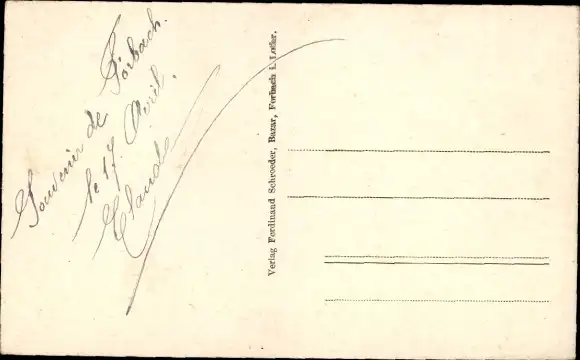 Souvenir de Forbach.
le 17 Avril.
Claude
Verlag Ferdinand Schroeder, Bazar, Forbach i. Lothr.